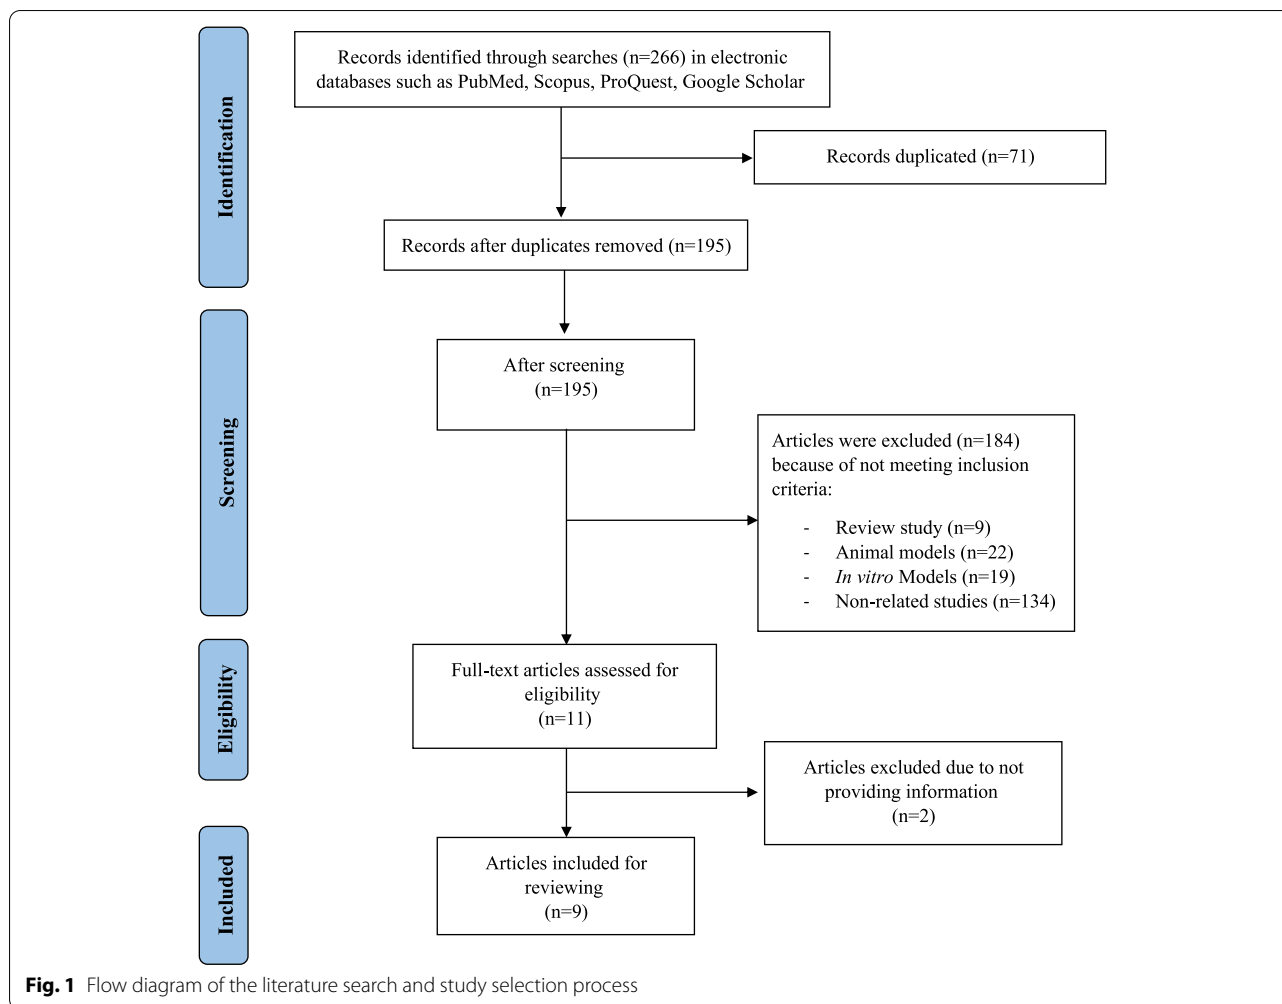 Identification
Records identified through searches (n=266) in electronic
databases such as PubMed, Scopus, ProQuest, Google Scholar
Records duplicated (n=71)
Records after duplicates removed (n=195)
Screening
After screening
(n=195)
Articles were excluded (n=184)
because of not meeting inclusion
criteria:
- Review study (n=9)
- Animal models (n=22)
- In vitro Models (n=19)
- Non-related studies (n=134)
Eligibility
Full-text articles assessed for
eligibility
(n=11)
Articles excluded due to not
providing information
(n=2)
Included
Articles included for
reviewing
(n=9)
Fig. 1 Flow diagram of the literature search and study selection process